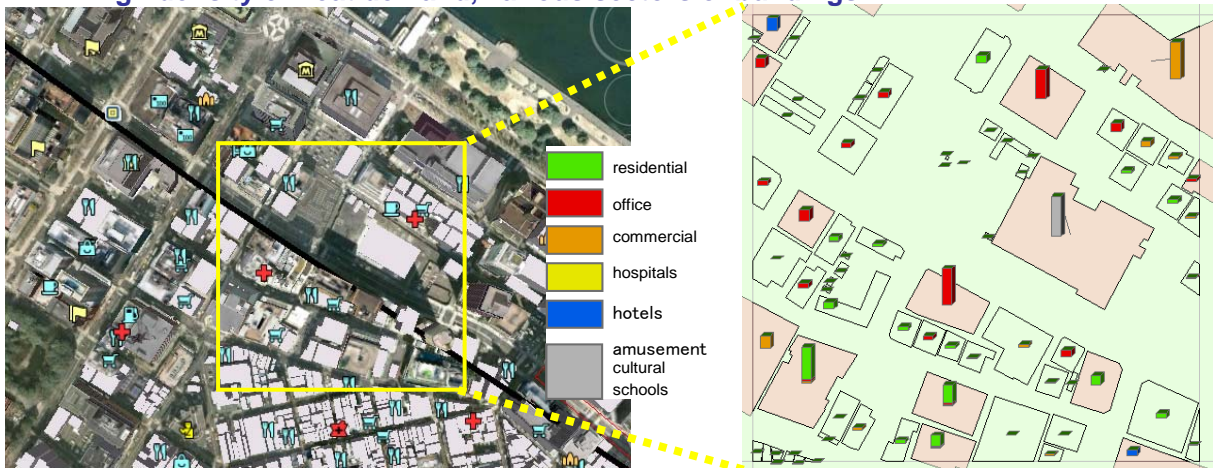 residential
office
commercial
hospitals
hotels
amusement
cultural
schools